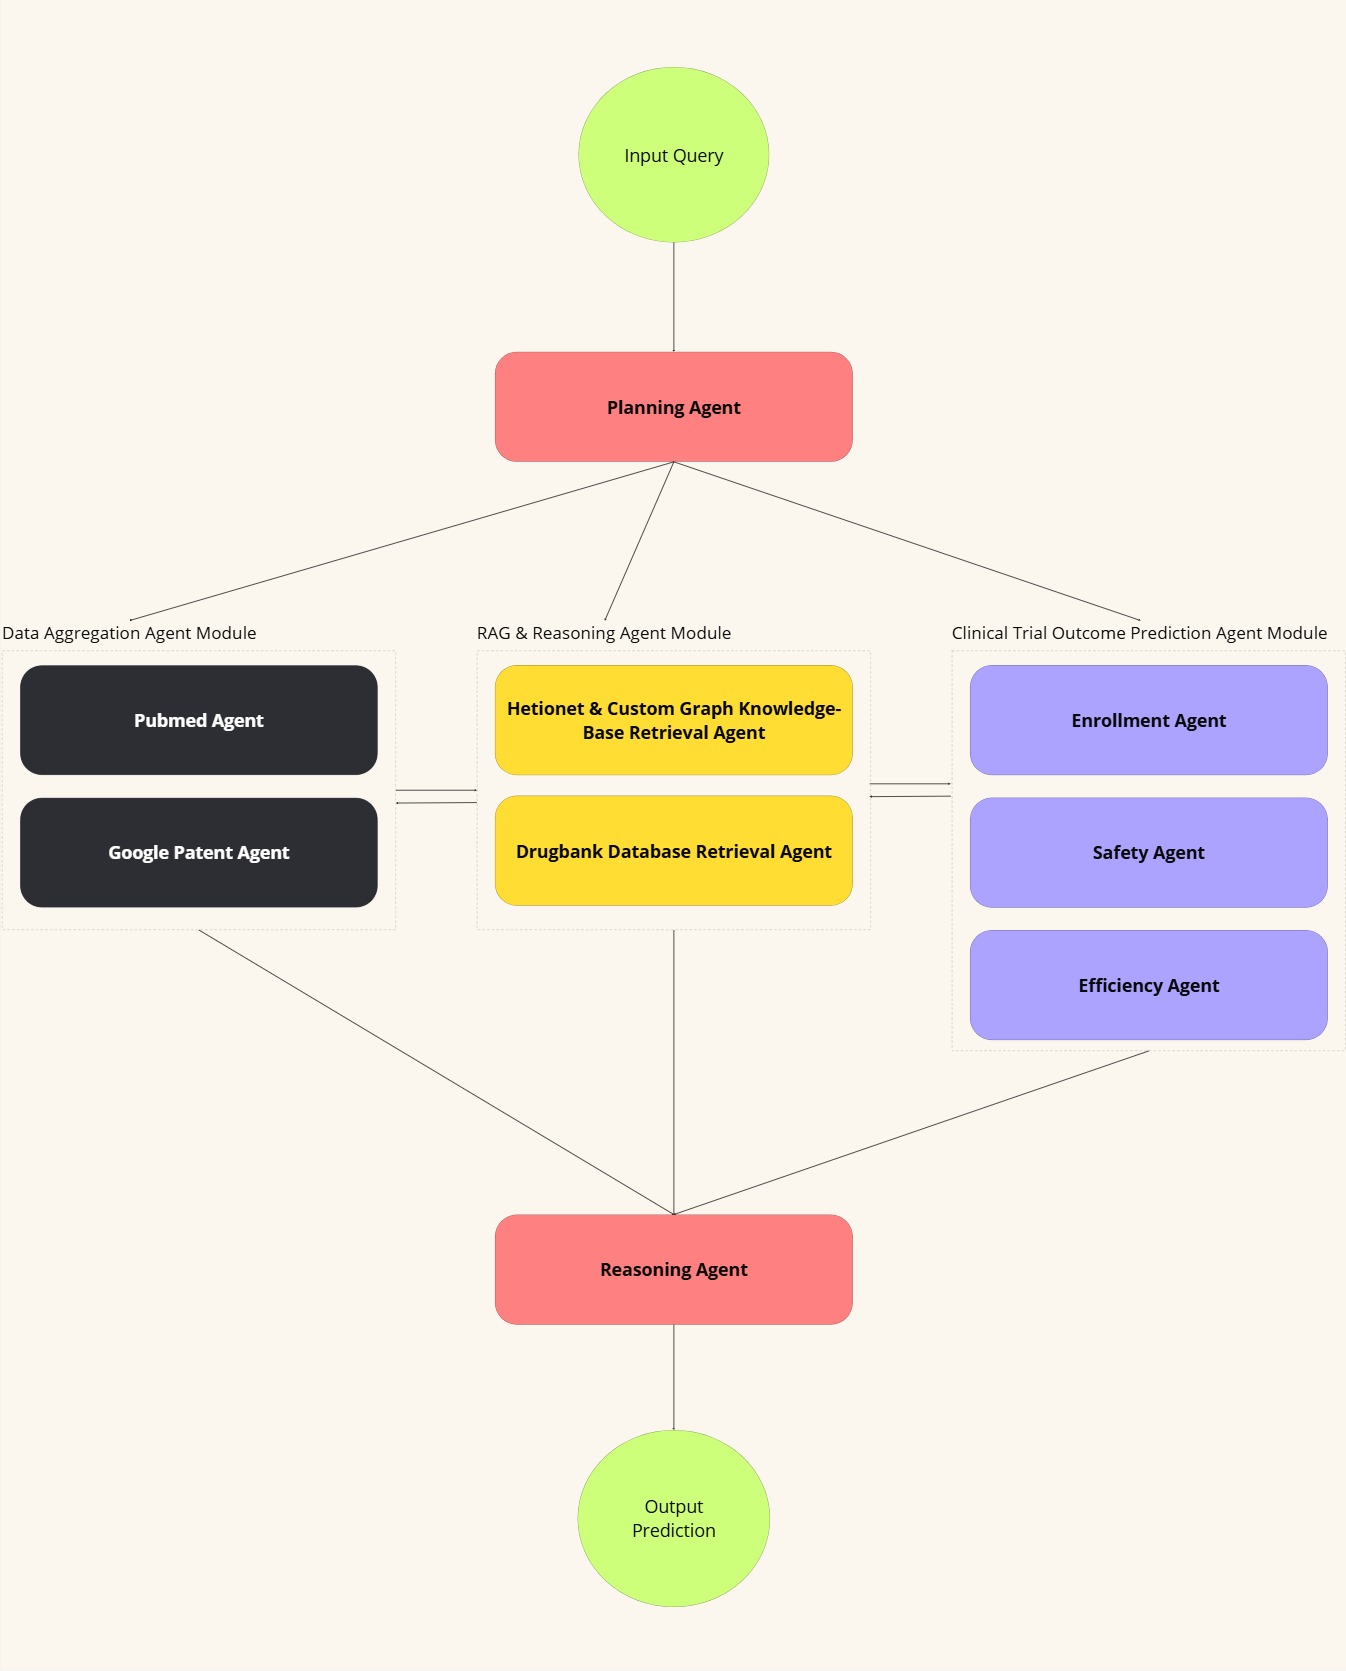 Input Query
Planning Agent
Data Aggregation Agent Module
Pubmed Agent
Google Patent Agent
RAG & Reasoning Agent Module
Hetionet & Custom Graph Knowledge-
Base Retrieval Agent
Drugbank Database Retrieval Agent
Clinical Trial Outcome Prediction Agent Module
Enrollment Agent
Safety Agent
Efficiency Agent
Reasoning Agent
Output
Prediction